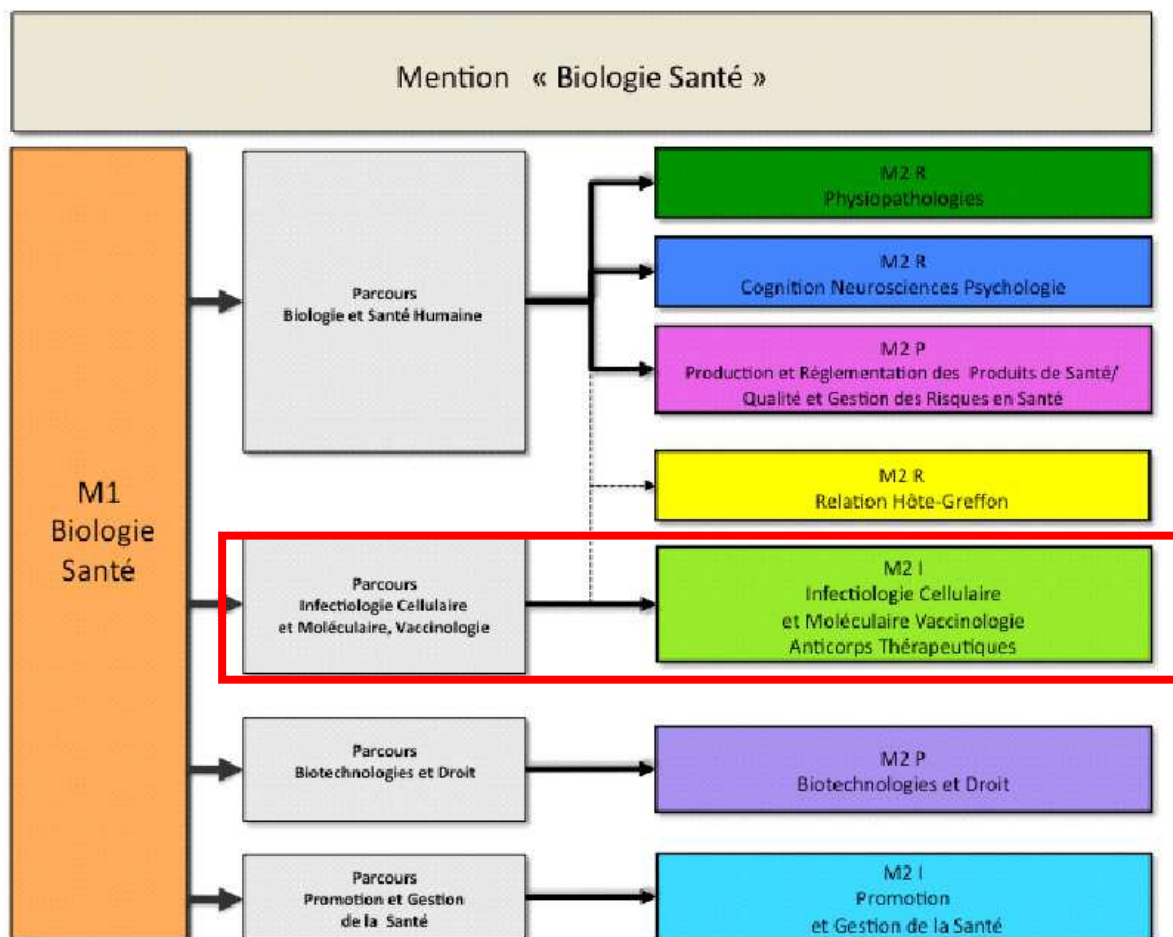 Mention « Biologie Santé »
M1
Biologie
Santé
Parcours
Biologie et Santé Humaine
M2 R
Physiopathologies
M2 R
Cognition Neurosciences Psychologie
M2 P
Production et Réglementation des Produits de Santé/
Qualité et Gestion des Risques en Santé
M2 R
Relation Hôte-Greffon
Parcours
Infectiologie Cellulaire
et Moléculaire, Vaccinologie
M2 I
Infectiologie Cellulaire
et Moléculaire Vaccinologie
Anticorps Thérapeutiques
Parcours
Biotechnologies et Droit
M2 P
Biotechnologies et Droit
Parcours
Promotion et Gestion
de la Santé
M2 I
Promotion
et Gestion de la Santé